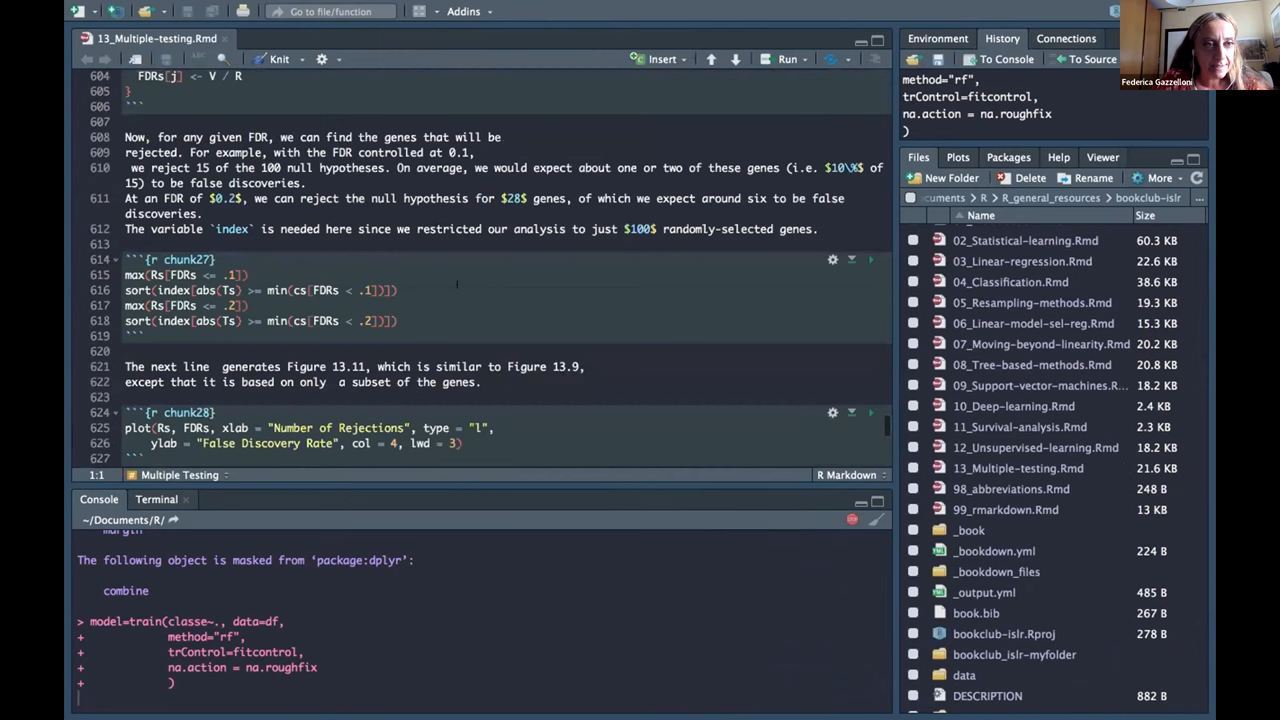 Go to file/function
Addins
13_Multiple-testing.Rmd
Knit
Insert
Run
604 FDRs[j] <- V / R
605 }
606 ```
607
608 Now, for any given FDR, we can find the genes that will be
609 rejected. For example, with the FDR controlled at 0.1,
610 we reject 15 of the 100 null hypotheses. On average, we would expect about one or two of these genes (i.e. $10\%$ of
15) to be false discoveries.
611 At an FDR of $0.2$, we can reject the null hypothesis for $28$ genes, of which we expect around six to be false
discoveries.
612 The variable `index` is needed here since we restricted our analysis to just $100$ randomly-selected genes.
613
614 ```{r chunk27}
615 max(Rs[FDRs <= .1])
616 sort(index[abs(Ts) >= min(cs[FDRs < .1])])
617 max(Rs[FDRs <= .2])
618 sort(index[abs(Ts) >= min(cs[FDRs < .2])])
619 ```
620
621 The next line  generates Figure 13.11, which is similar to Figure 13.9,
622 except that it is based on only  a subset of the genes.
623
624 ```{r chunk28}
625 plot(Rs, FDRs, xlab = "Number of Rejections", type = "l",
626 ylab = "False Discovery Rate", col = 4, lwd = 3)
627 ```
1:1 # Multiple Testing R Markdown
Console Terminal
~/Documents/R/
margin
The following object is masked from ‘package:dplyr’:
combine
> model=train(classe~., data=df,
+ method="rf",
+ trControl=fitcontrol,
+ na.action = na.roughfix
+ )
Environment History Connections
To Console To Source
method="rf",
trControl=fitcontrol,
na.action = na.roughfix
)
Federica Gazzelloni
Files Plots Packages Help Viewer
New Folder Delete Rename More
cuments > R > R_general_resources > bookclub-islr ...
Name Size
02_Statistical-learning.Rmd 60.3 KB
03_Linear-regression.Rmd 22.6 KB
04_Classification.Rmd 38.6 KB
05_Resampling-methods.Rmd 19.3 KB
06_Linear-model-sel-reg.Rmd 15.3 KB
07_Moving-beyond-linearity.Rmd 20.2 KB
08_Tree-based-methods.Rmd 20.2 KB
09_Support-vector-machines.R... 18.2 KB
10_Deep-learning.Rmd 2.4 KB
11_Survival-analysis.Rmd 2.3 KB
12_Unsupervised-learning.Rmd 18.2 KB
13_Multiple-testing.Rmd 21.6 KB
98_abbreviations.Rmd 248 B
99_rmarkdown.Rmd 13 KB
_book
_bookdown.yml 224 B
_bookdown_files
_output.yml 485 B
book.bib 267 B
bookclub-islr.Rproj 278 B
bookclub_islr-myfolder
data
DESCRIPTION 882 B